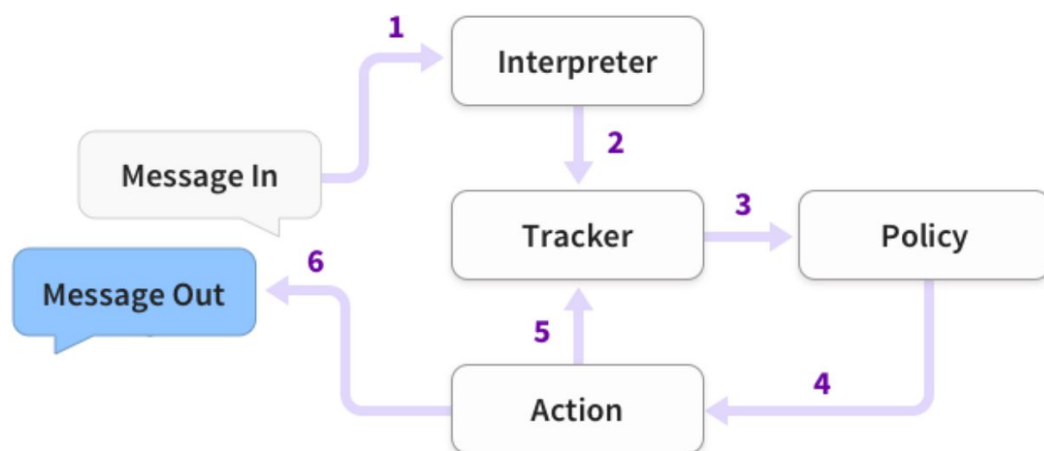 1
Interpreter
2
Message In
3
Tracker
Policy
6
Message Out
5
4
Action